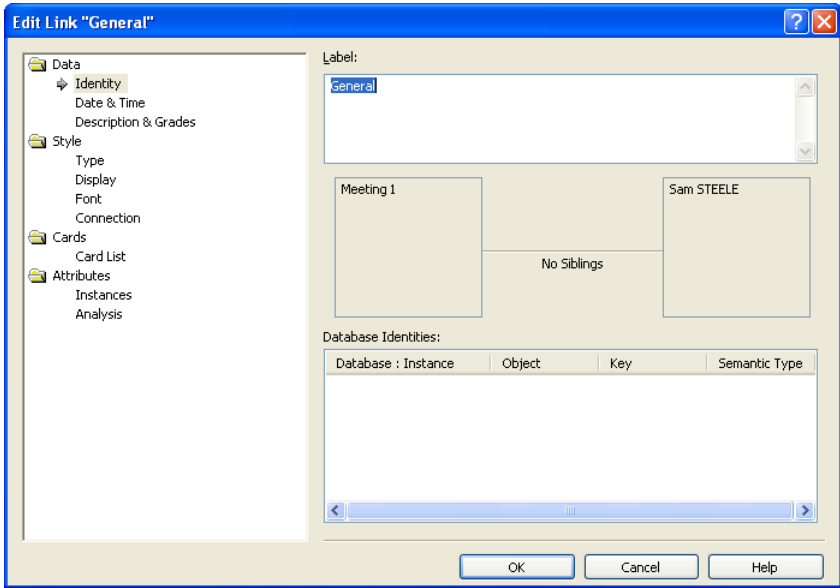 Edit Link "General"
Data
Identity
Date & Time
Description & Grades
Style
Type
Display
Font
Connection
Cards
Card List
Attributes
Instances
Analysis
Label:
General
Meeting 1
No Siblings
Sam STEELE
Database Identities:
Database : Instance Object Key Semantic Type
OK Cancel Help